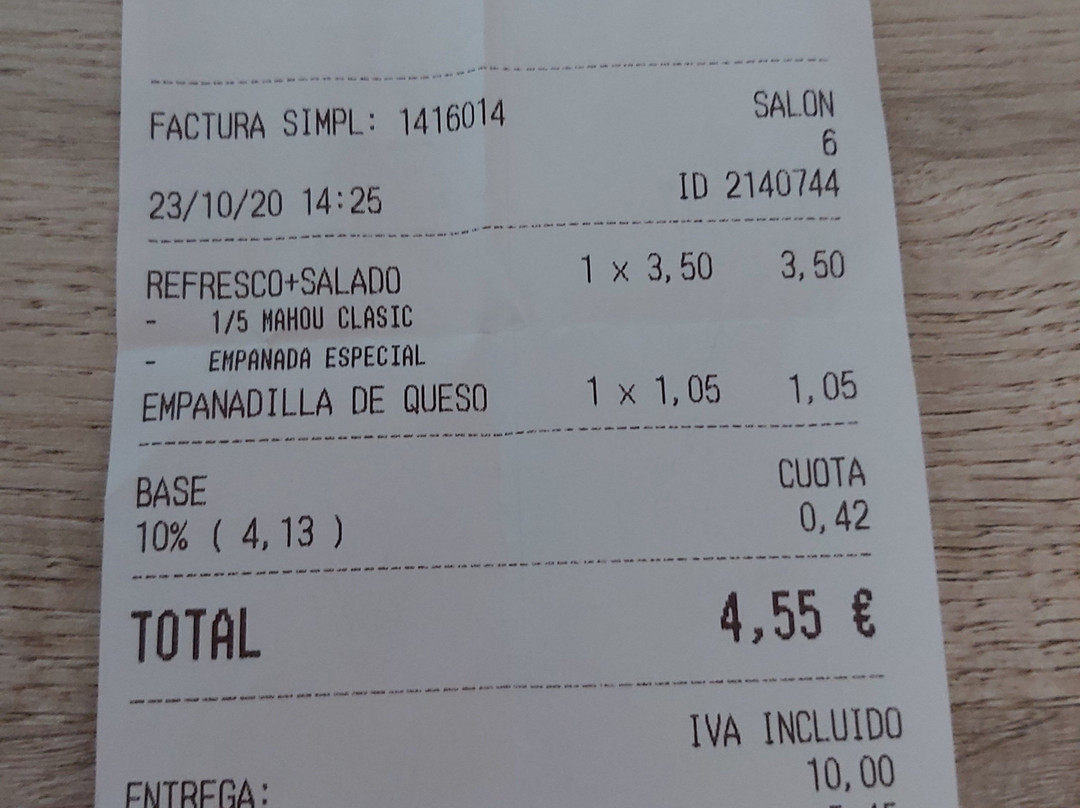 FACTURA SIMPL: 1416014 SALON
6
23/10/20 14:25 ID 2140744
REFRESCO+SALADO 1 x 3,50 3,50
- 1/5 MAHOU CLASIC
- EMPANADA ESPECIAL
EMPANADILLA DE QUESO 1 x 1,05 1,05
BASE CUOTA
10% ( 4,13 ) 0,42
TOTAL 4,55 €
IVA INCLUIDO
ENTREGA: 10,00